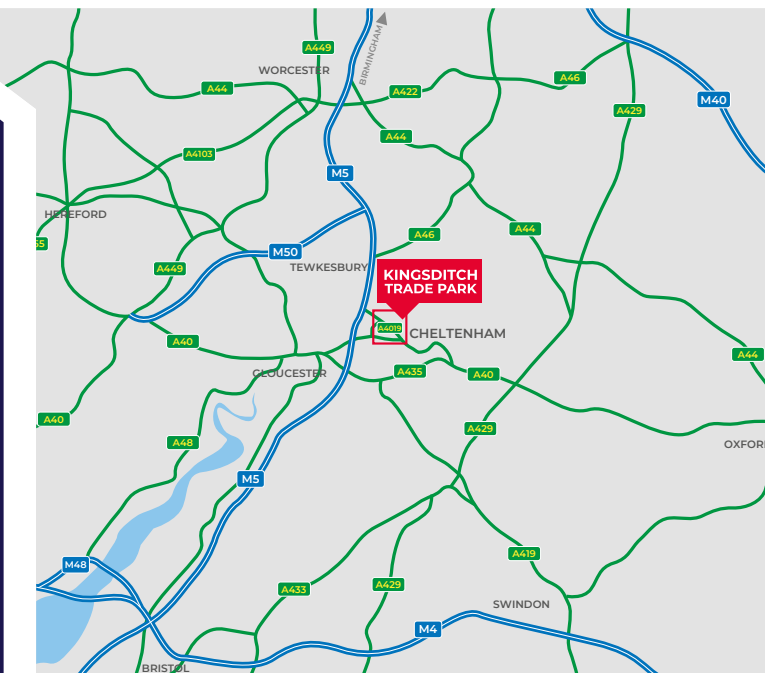 A449
WORCESTER
BIRMINGHAM
A44
A422
A46
M40
A429
A44
A4103
M5
HEREFORD
A46
A44
M50
A449
TEWKESBURY
KINGSDITCH
TRADE PARK
A4019
CHELTENHAM
A40
A44
GLOUCESTER
A435
A40
A40
A429
A48
OXFOR
M5
A419
M48
A433
A429
SWINDON
M4
BRISTOL